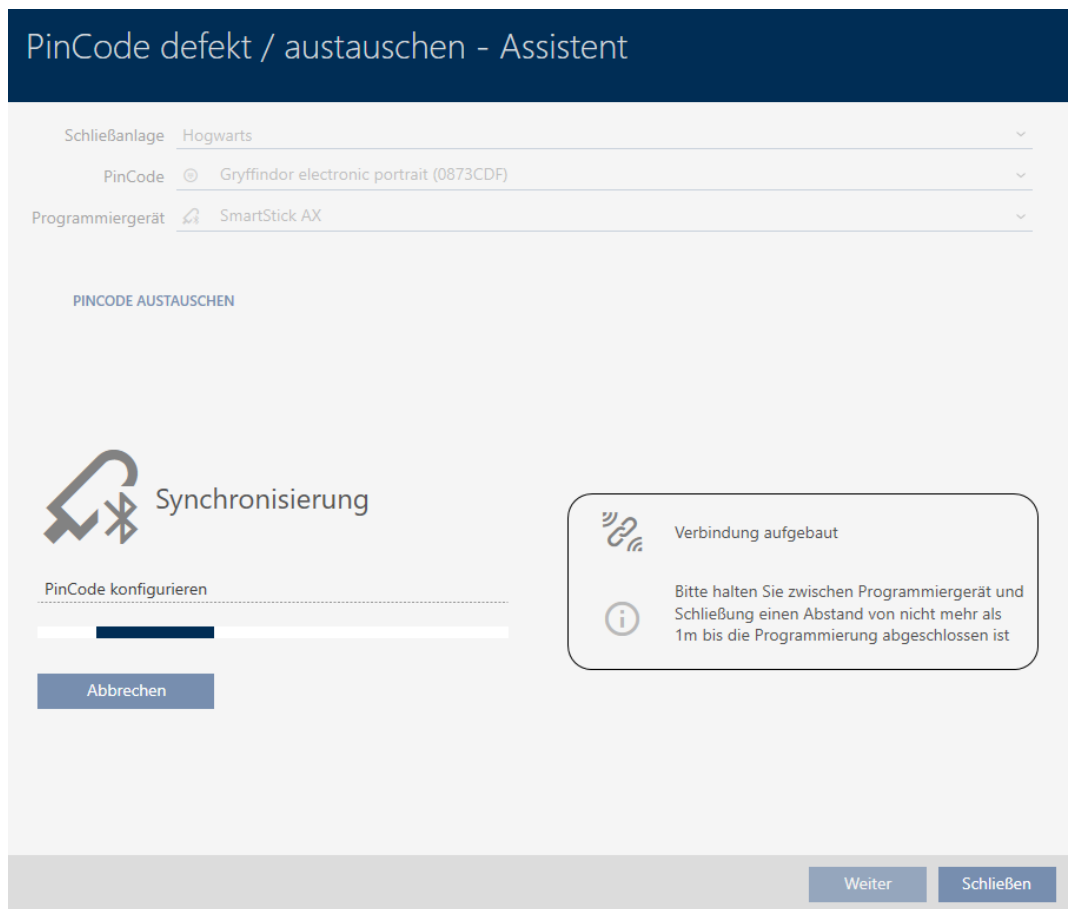 PinCode defekt / austauschen - Assistent
Schließanlage Hogwarts
PinCode Gryffindor electronic portrait (0873CDF)
Programmiergerät SmartStick AX
PINCODE AUSTAUSCHEN
Synchronisierung
PinCode konfigurieren
Abbrechen
Verbindung aufgebaut
Bitte halten Sie zwischen Programmiergerät und
Schließung einen Abstand von nicht mehr als
1m bis die Programmierung abgeschlossen ist
Weiter
Schließen